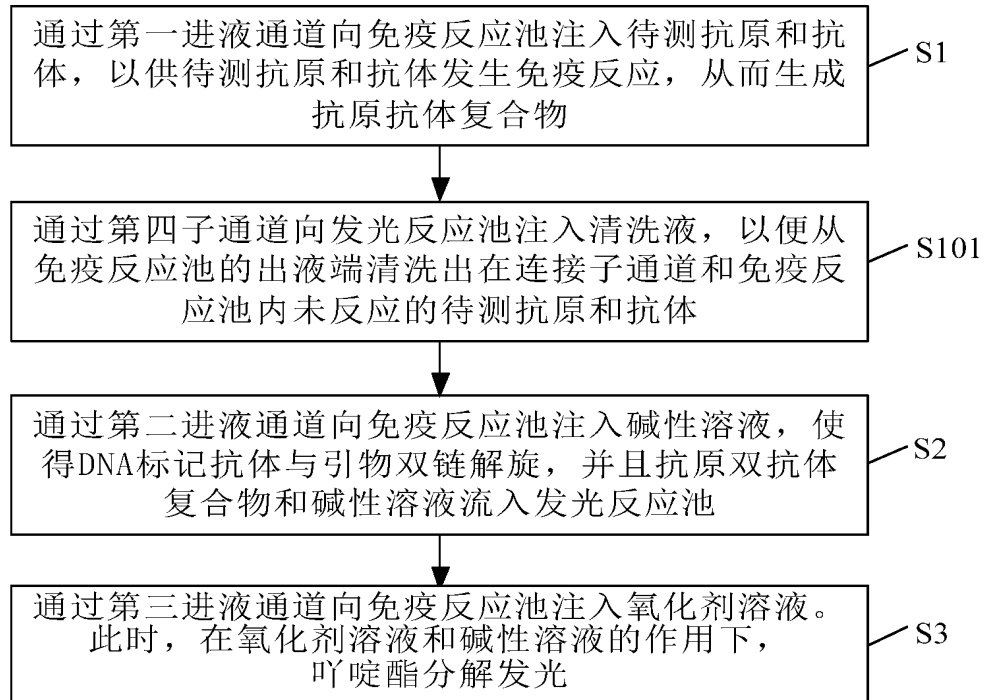 通过第一进液通道向免疫反应池注入待测抗原和抗
体，以供待测抗原和抗体发生免疫反应，从而生成
抗原抗体复合物
S1
通过第四子通道向发光反应池注入清洗液，以便从
免疫反应池的出液端清洗出在连接子通道和免疫反
应池内未反应的待测抗原和抗体
S101
通过第二进液通道向免疫反应池注入碱性溶液，使
得DNA标记抗体与引物双链解旋，并且抗原双抗体
复合物和碱性溶液流入发光反应池
S2
通过第三进液通道向免疫反应池注入氧化剂溶液。
此时，在氧化剂溶液和碱性溶液的作用下，
吖啶酯分解发光
S3